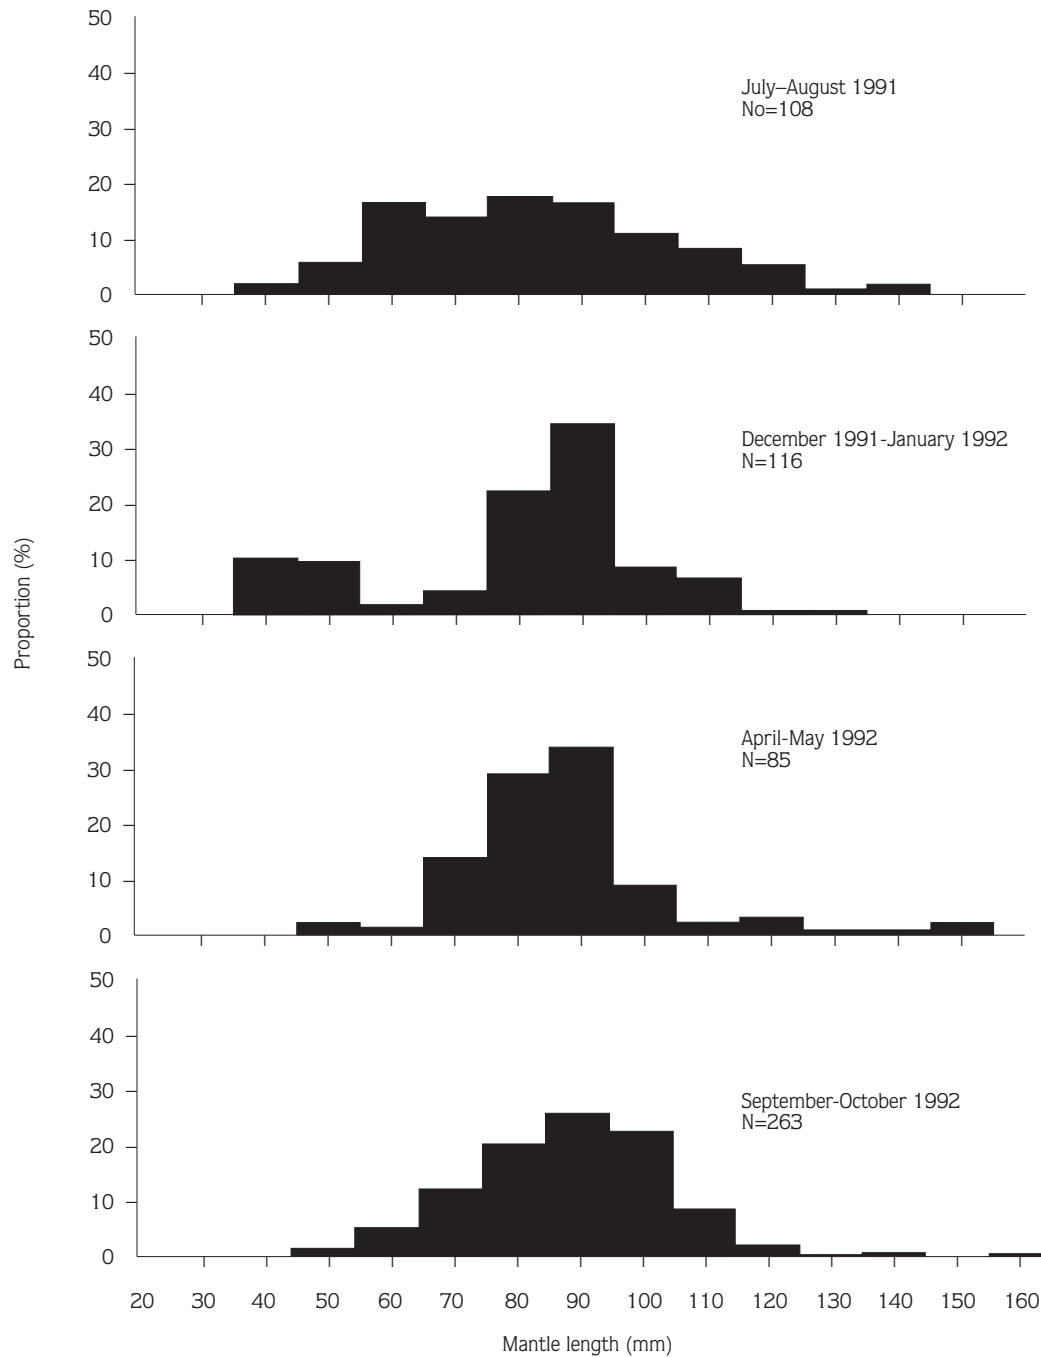 50
40
30
20
10
0
July–August 1991
No=108
50
40
30
20
10
0
December 1991-January 1992
N=116
Proportion (%)
50
40
30
20
10
0
April-May 1992
N=85
50
40
30
20
10
0
September-October 1992
N=263
20 30 40 50 60 70 80 90 100 110 120 130 140 150 160
Mantle length (mm)